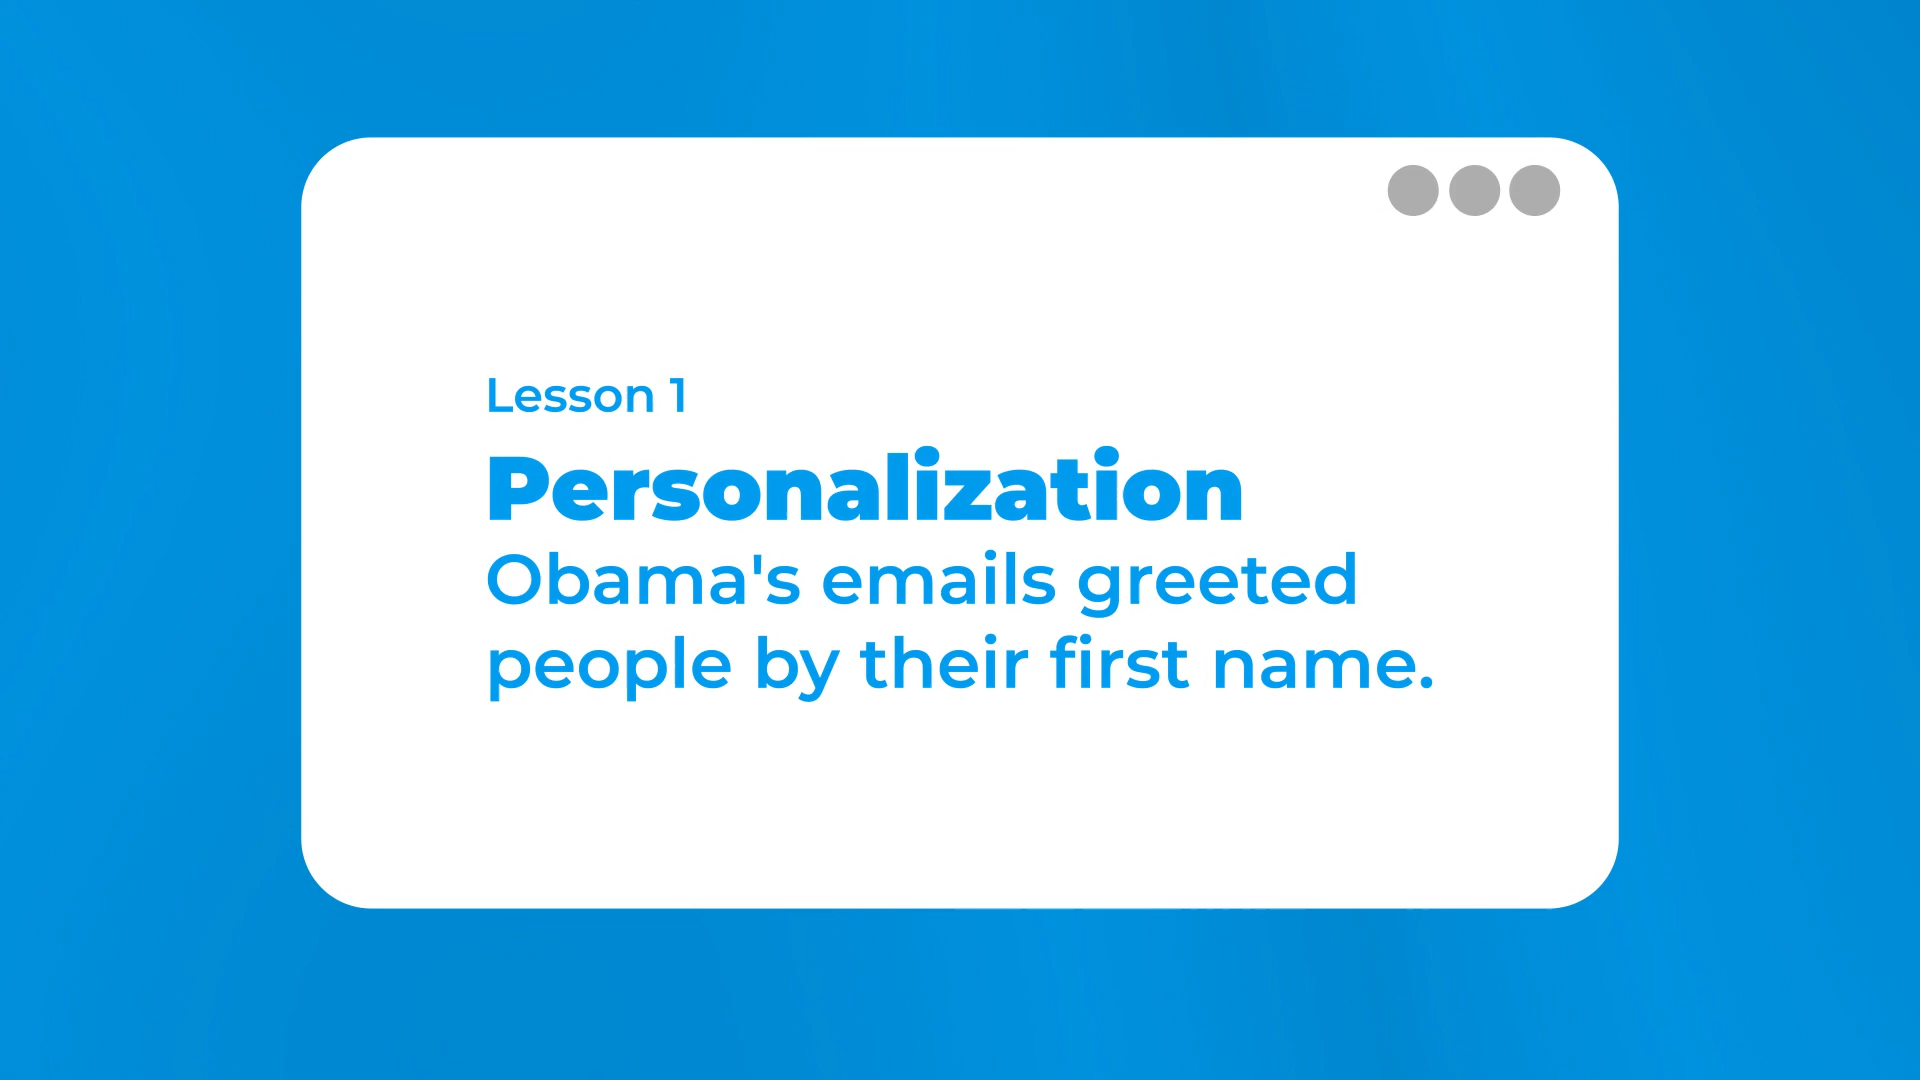 Lesson 1
Personalization
Obama's emails greeted
people by their first name.